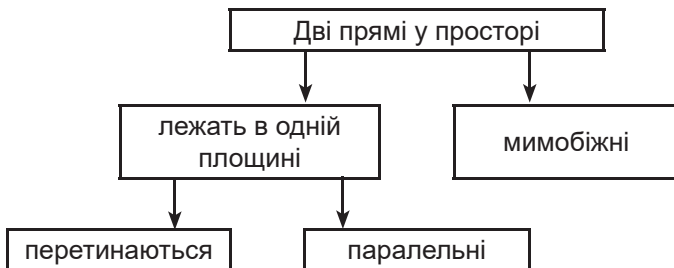 Дві прямі у просторі
лежать в одній
площині
мимобіжні
перетинаються
паралельні